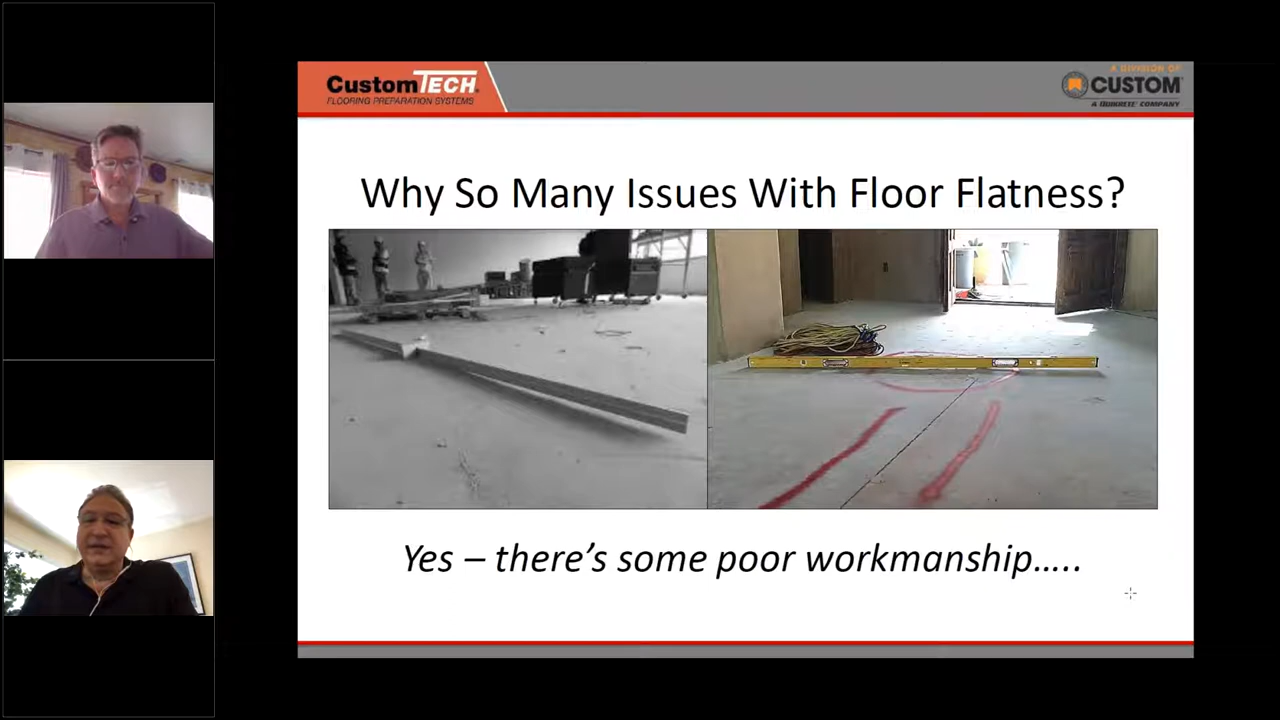 CustomTECH®
FLOORING PREPARATION SYSTEMS
A DIVISION OF
CUSTOM®
A QUIKRETE® COMPANY
Why So Many Issues With Floor Flatness?
Yes – there’s some poor workmanship.....